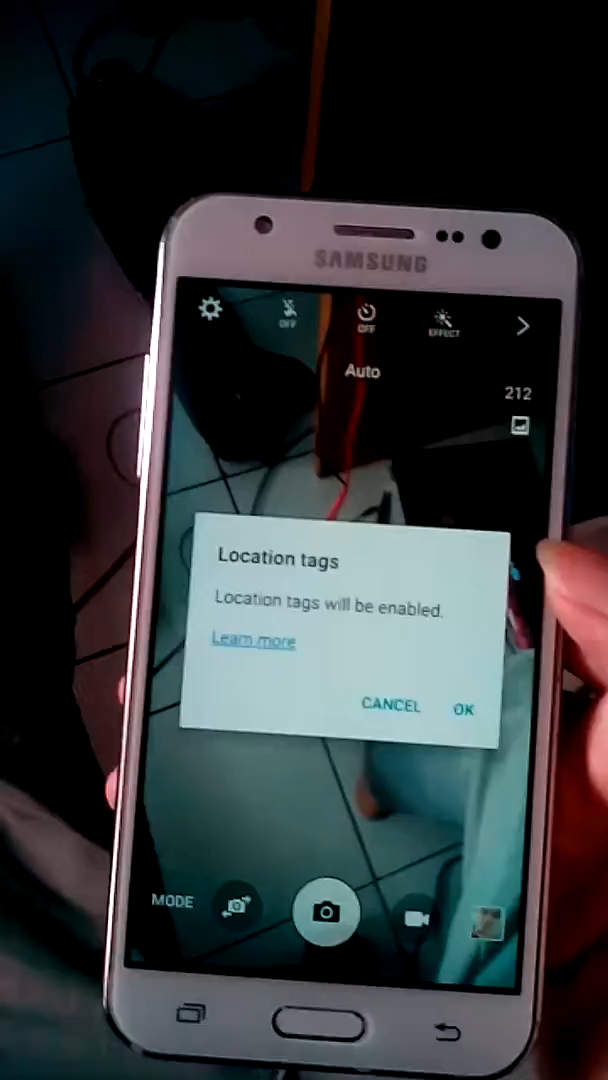 SAMSUNG
OFF
OFF
EFFECT
Auto
212
Location tags
Location tags will be enabled.
Learn more
CANCEL OK
MODE